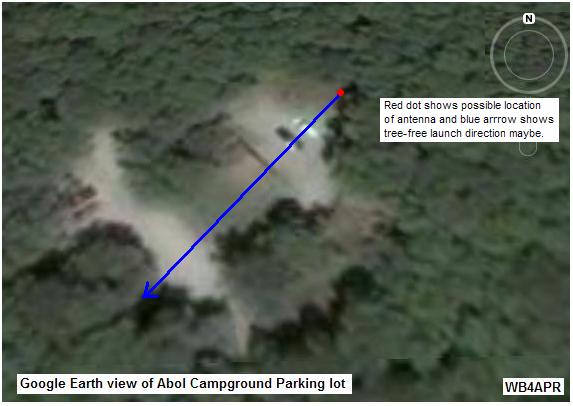 N
Red dot shows possible location
of antenna and blue arrrow shows
tree-free launch direction maybe.
Google Earth view of Abol Campground Parking lot
WB4APR